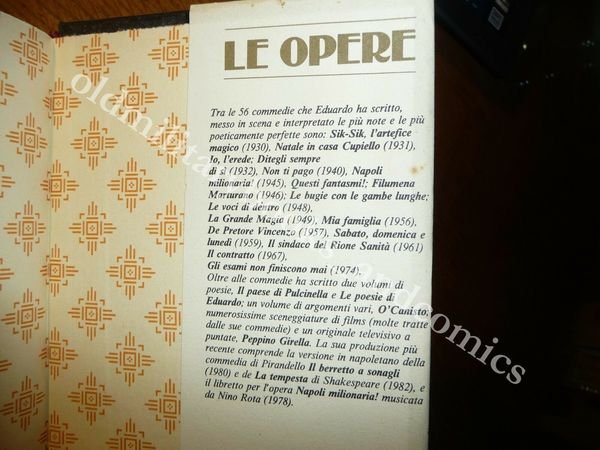 LE OPERE
Tra le 56 commedie che Eduardo ha scritto,
messo in scena e interpretato le più note e le più
poeticamente perfette sono: Sik-Sik, l'artefice
magico (1930), Natale in casa Cupiello (1931),
Io, l'erede; Ditegli sempre
di sì (1932), Non ti pago (1940), Napoli
milionaria! (1945), Questi fantasmi!; Filumena
Marturano (1946); Le bugie con le gambe lunghe;
Le voci di dentro (1948),
La Grande Magia (1949), Mia famiglia (1956),
De Pretore Vincenzo (1957), Sabato, domenica e
lunedì (1959), Il sindaco del Rione Sanità (1961)
Il contratto (1967).
Gli esami non finiscono mai (1974).
Oltre alle commedie ha scritto due volumi di
poesie, Il paese di Pulcinella e Le poesie di
Eduardo; un volume di argomenti vari, O'Canisto;
numerosissime sceneggiature di films (molte tratte
dalle sue commedie) e un originale televisivo a
puntate, Peppino Girella. La sua produzione più
recente comprende la versione in napoletano della
commedia di Pirandello Il berretto a sonagli
(1980) e de La tempesta di Shakespeare (1982), e
il libretto per l'opera Napoli milionaria! musicata
da Nino Rota (1978).